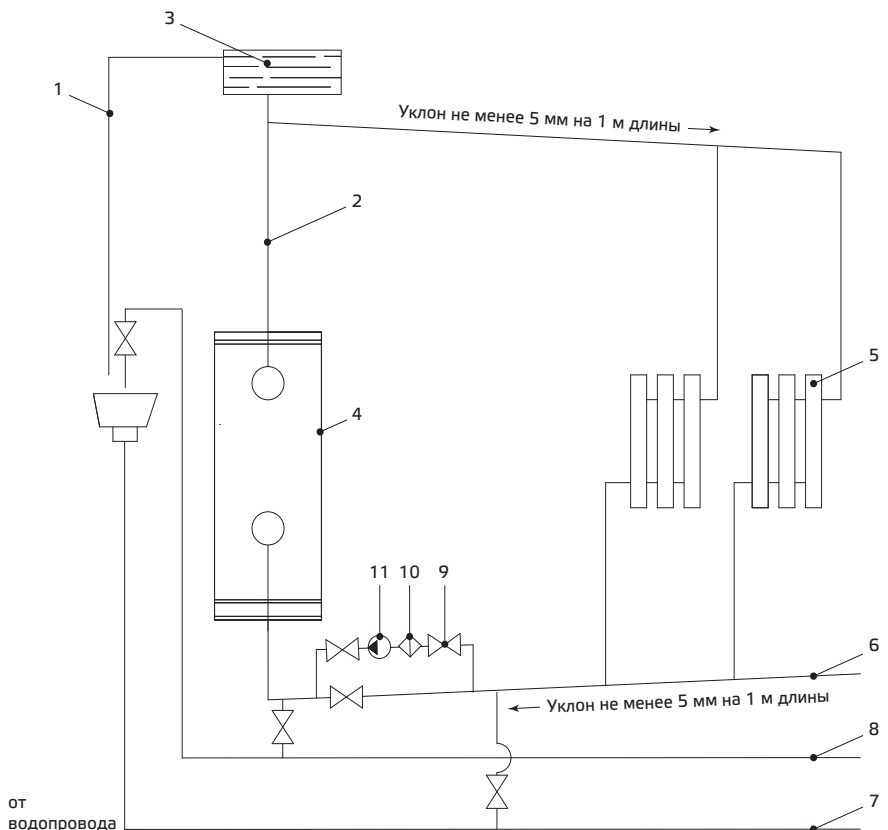 3
1
Уклон не менее 5 мм на 1 м длины
2
5
4
11 10 9
6
Уклон не менее 5 мм на 1 м длины
8
от
водопровода
7